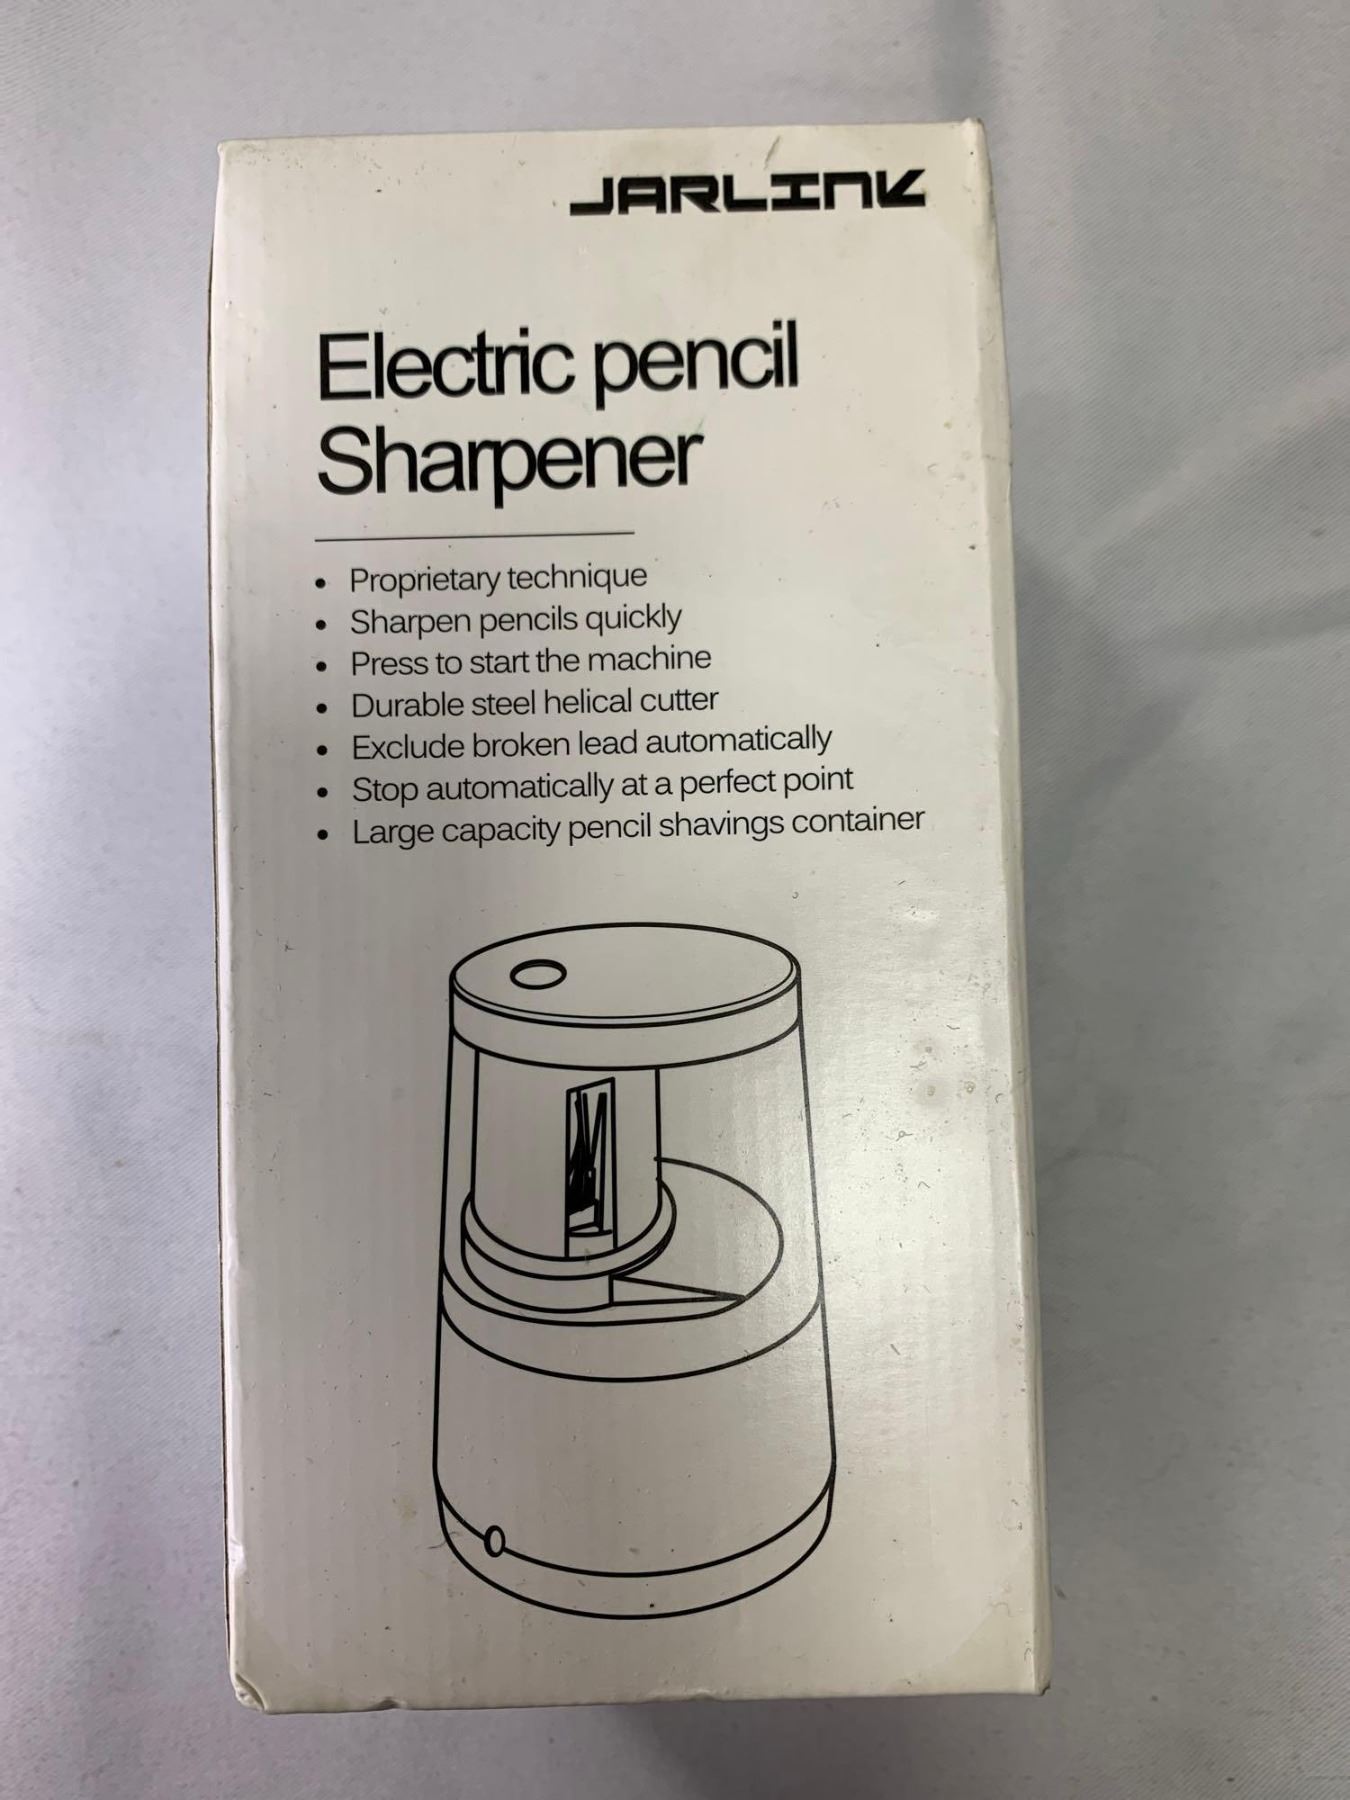 JARLINK
Electric pencil
Sharpener
• Proprietary technique
• Sharpen pencils quickly
• Press to start the machine
• Durable steel helical cutter
• Exclude broken lead automatically
• Stop automatically at a perfect point
• Large capacity pencil shavings container